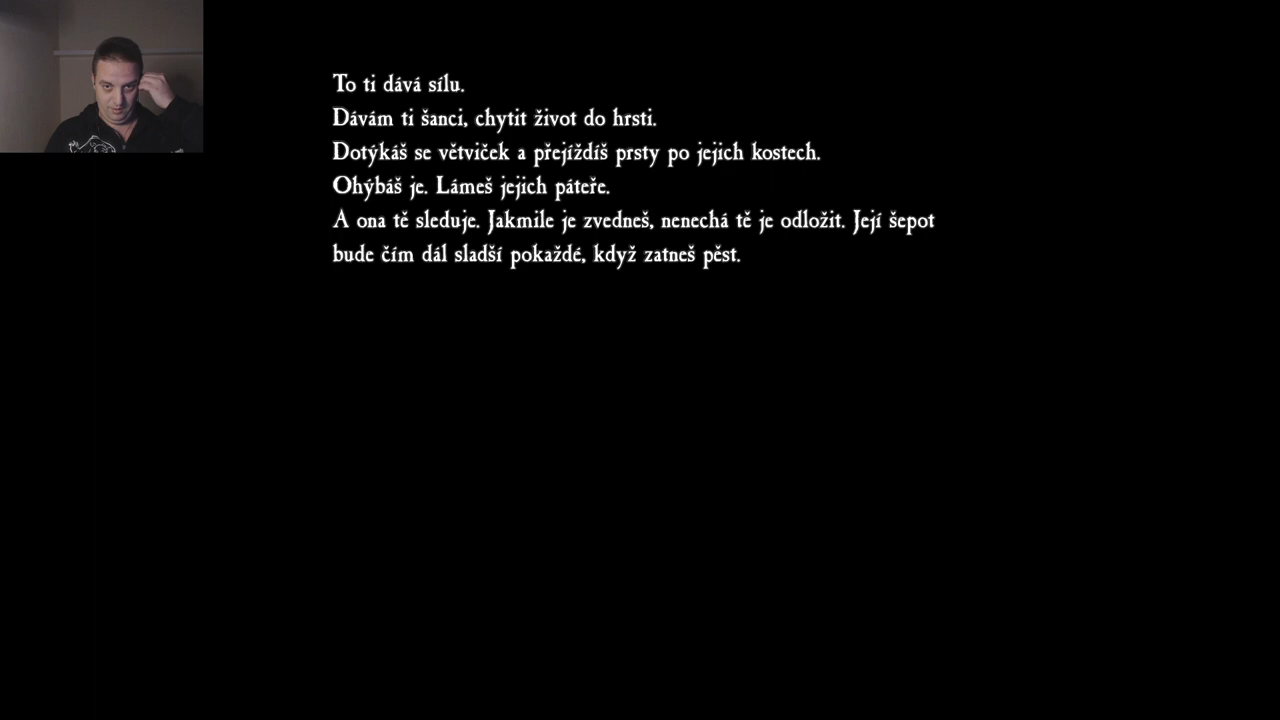 To ti dává sílu.
Dávám ti šanci, chytit život do hrsti.
Dotýkáš se větviček a přejíždíš prsty po jejich kostech.
Ohýbáš je. Lámeš jejich páteře.
A ona tě sleduje. Jakmile je zvedneš, nenechá tě je odložit. Její šepot
bude čím dál sladší pokaždé, když zatneš pěst.